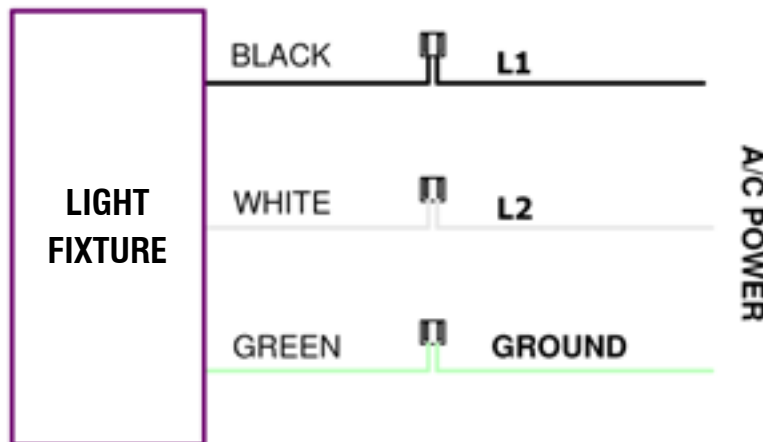 BLACK
L1
LIGHT
FIXTURE
WHITE
L2
GREEN
GROUND
A/C POWER